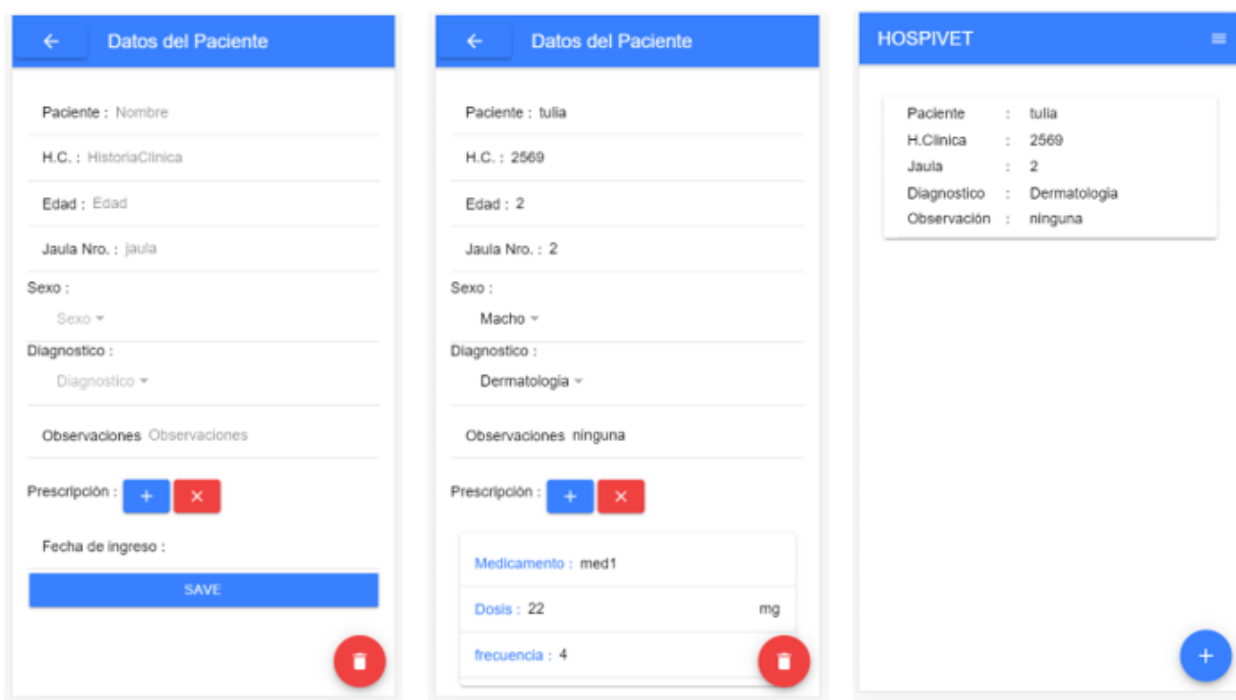 Datos del Paciente
Paciente : Nombre
H.C. : HistoriaClinica
Edad : Edad
Jaula Nro. : jaula
Sexo :
Sexo
Diagnostico :
Diagnostico
Observaciones Observaciones
Prescripción :
Fecha de ingreso :
SAVE
Datos del Paciente
Paciente : tulia
H.C. : 2569
Edad : 2
Jaula Nro. : 2
Sexo :
Macho
Diagnostico :
Dermatologia
Observaciones ninguna
Prescripción :
Medicamento : med1
Dosis : 22 mg
frecuencia : 4
HOSPIVET
Paciente : tulia
H.Clinica : 2569
Jaula : 2
Diagnostico : Dermatologia
Observación : ninguna